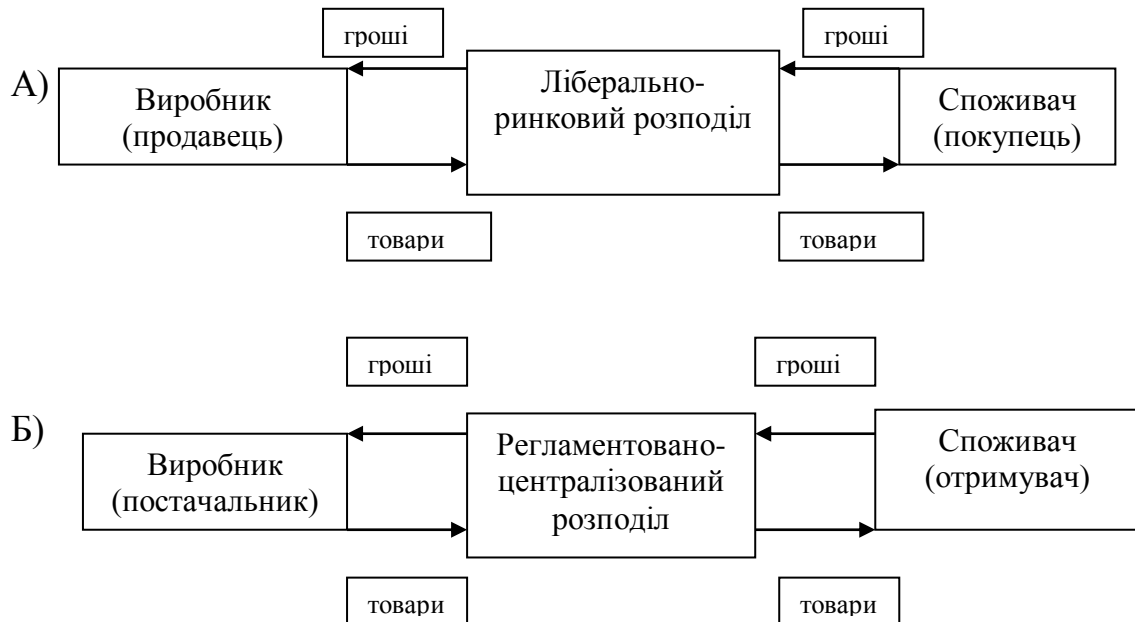 гроші
гроші
А)
Виробник
(продавець)
Ліберально-
ринковий розподіл
Споживач
(покупець)
товари
товари
гроші
гроші
Б)
Виробник
(постачальник)
Регламентовано-
централізований
розподіл
Споживач
(отримувач)
товари
товари